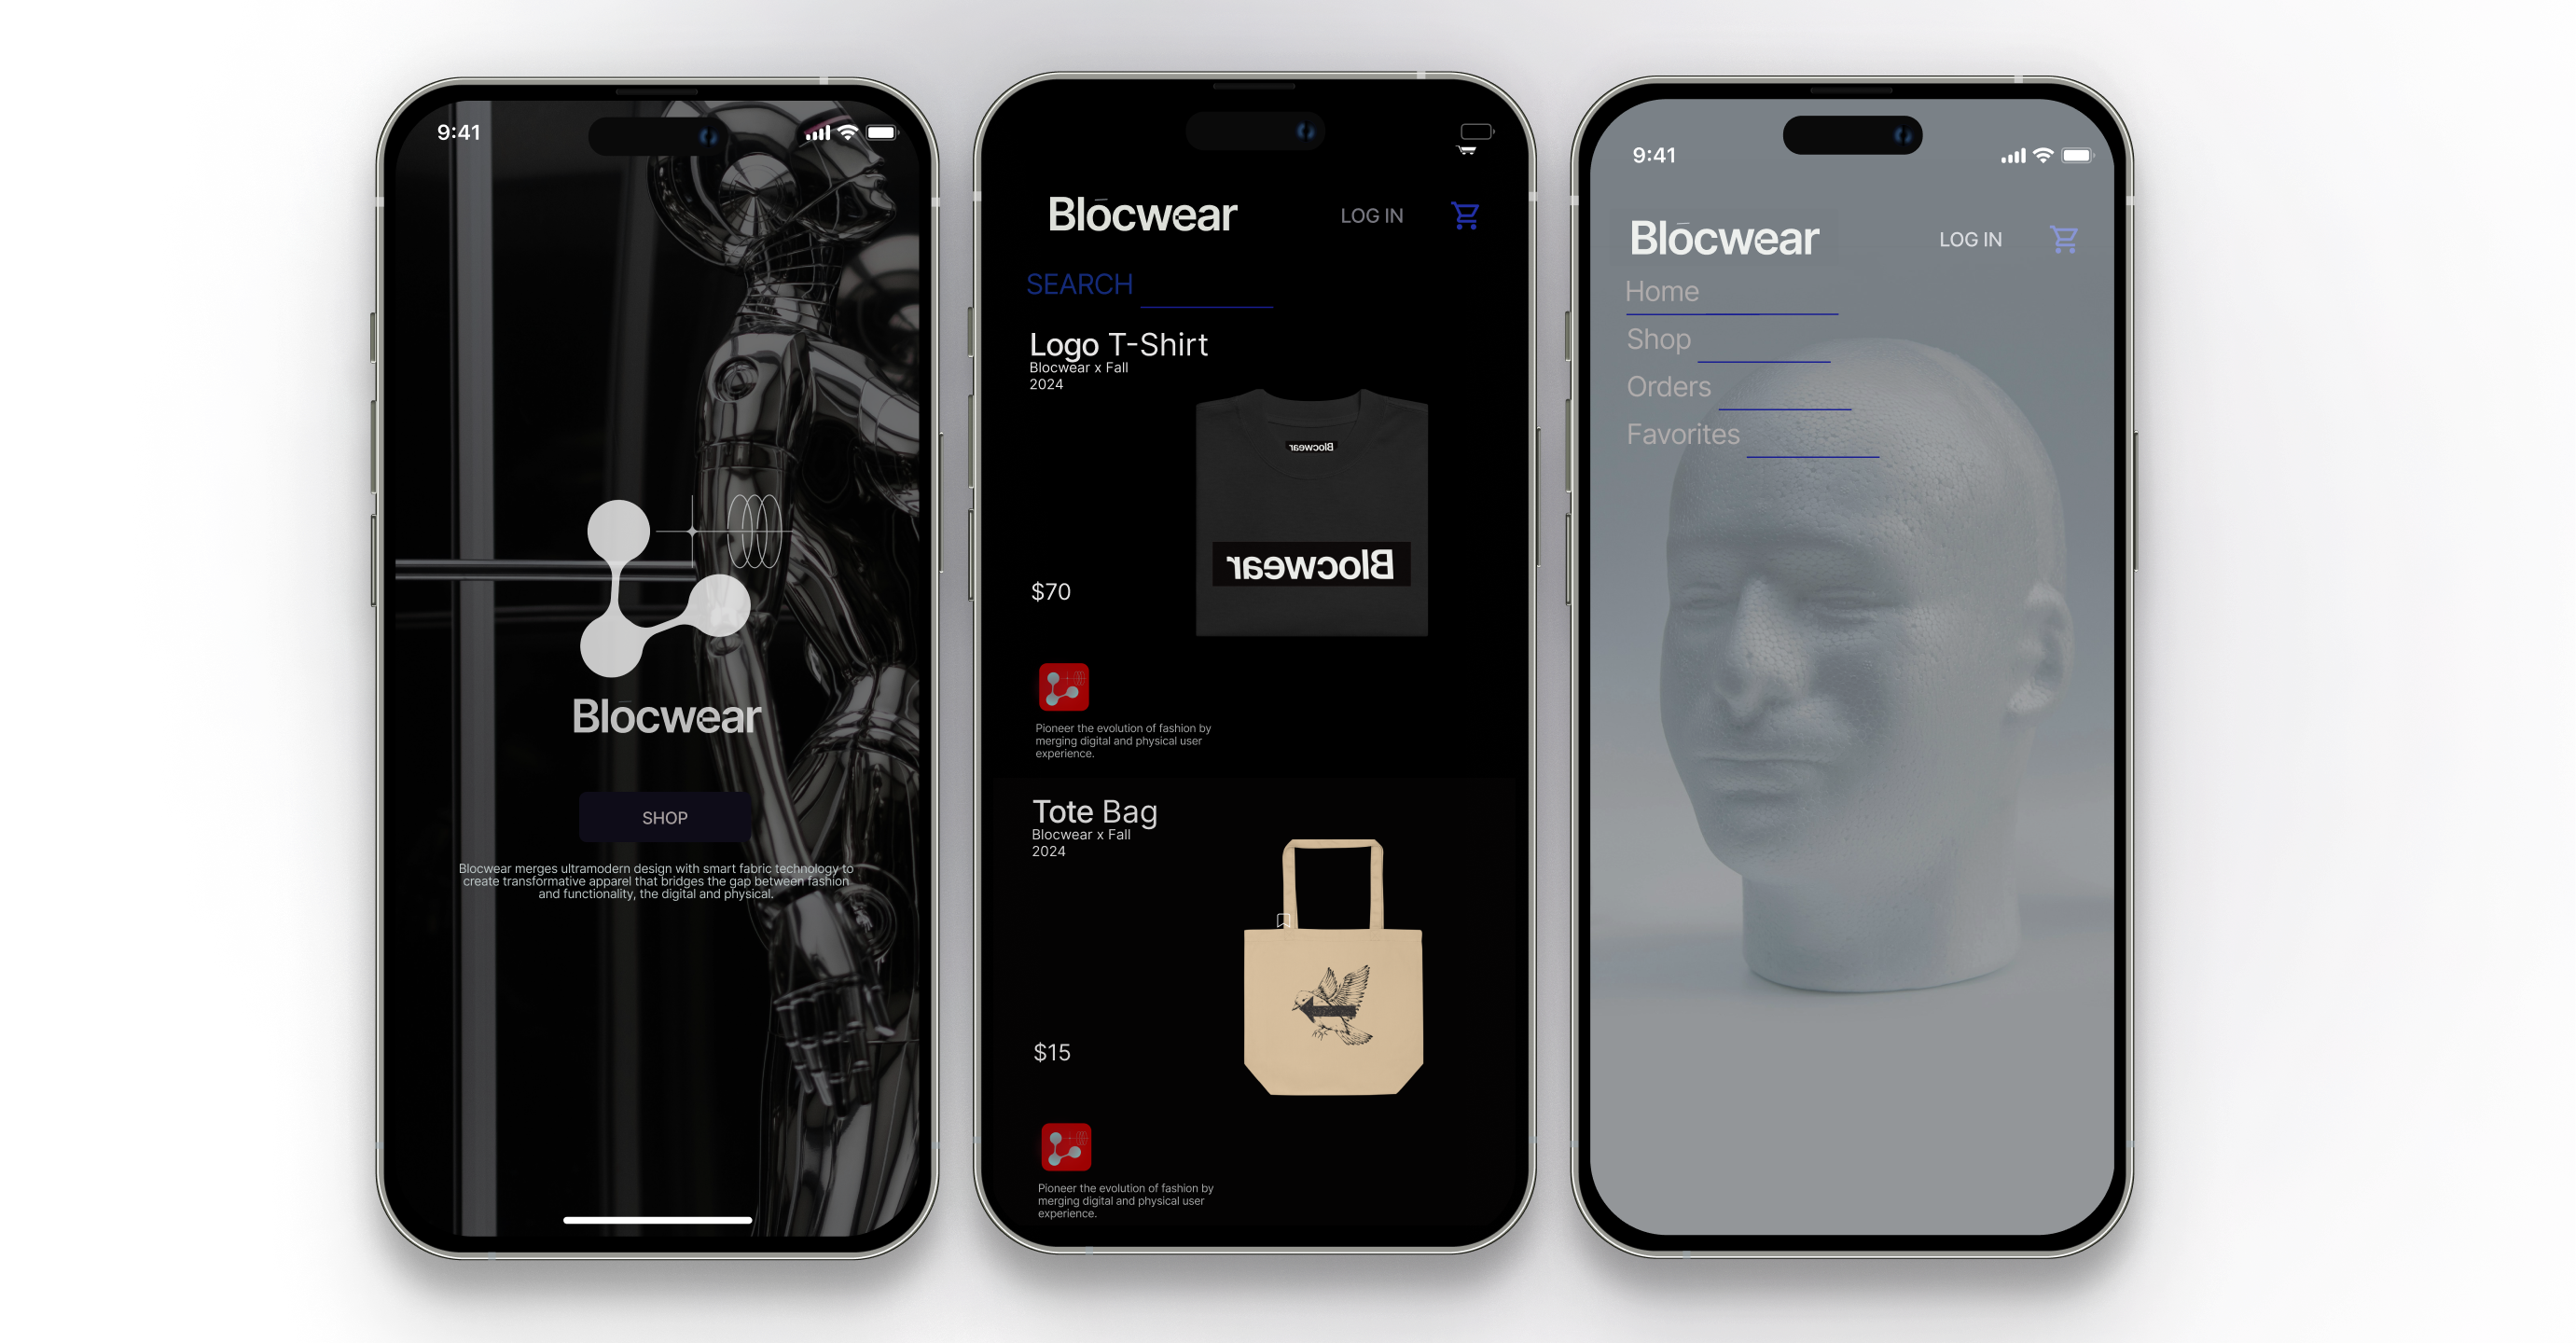 9:41
Blōcwear
SHOP
Blocwear merges ultramodern design with smart fabric technology to
create transformative apparel that bridges the gap between fashion
and functionality, the digital and physical.
Blōcwear LOG IN
SEARCH
Logo T-Shirt
Blocwear x Fall
2024
Blocwear
Blocwear
$70
Pioneer the evolution of fashion by
merging digital and physical user
experience.
Tote Bag
Blocwear x Fall
2024
$15
Pioneer the evolution of fashion by
merging digital and physical user
experience.
9:41
Blōcwear LOG IN
Home
Shop
Orders
Favorites